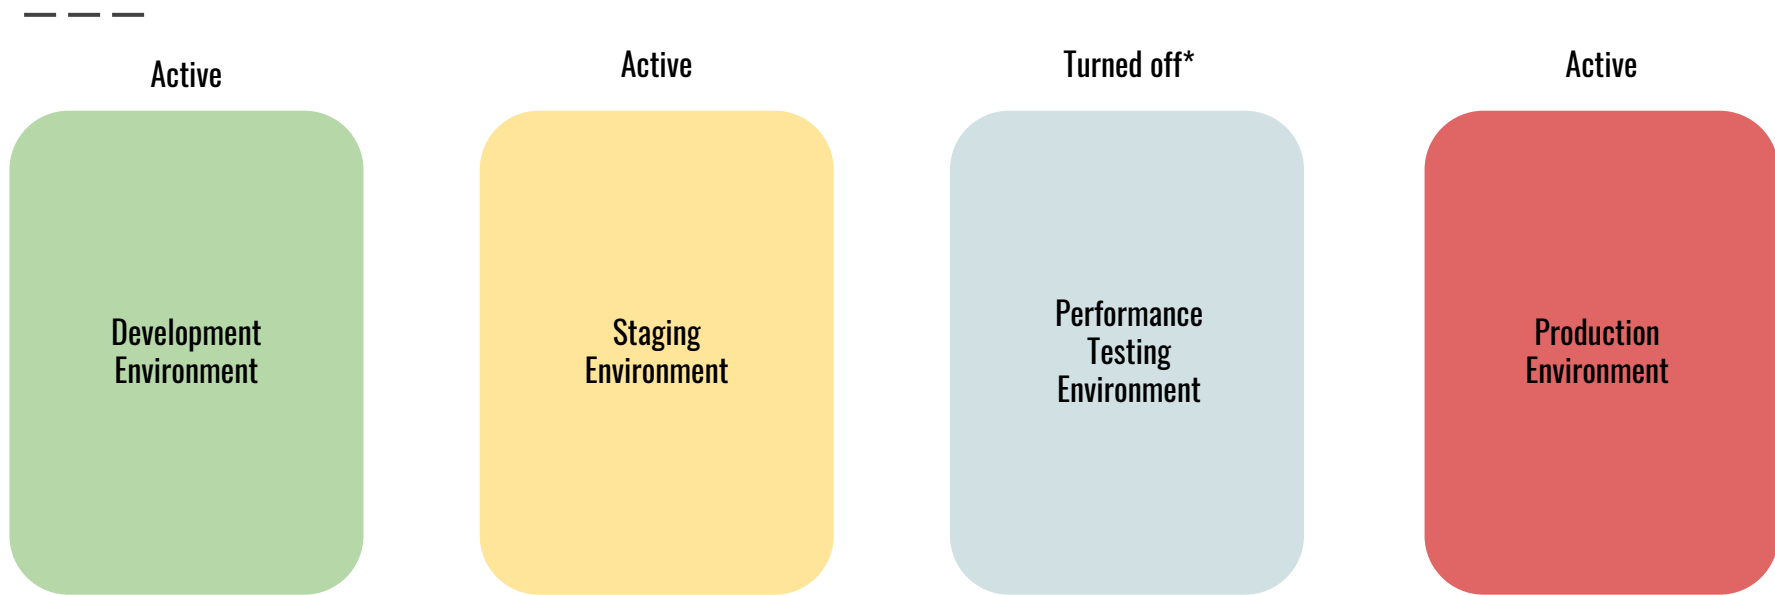 Active
Active
Turned off*
Active
Development
Environment
Staging
Environment
Performance
Testing
Environment
Production
Environment